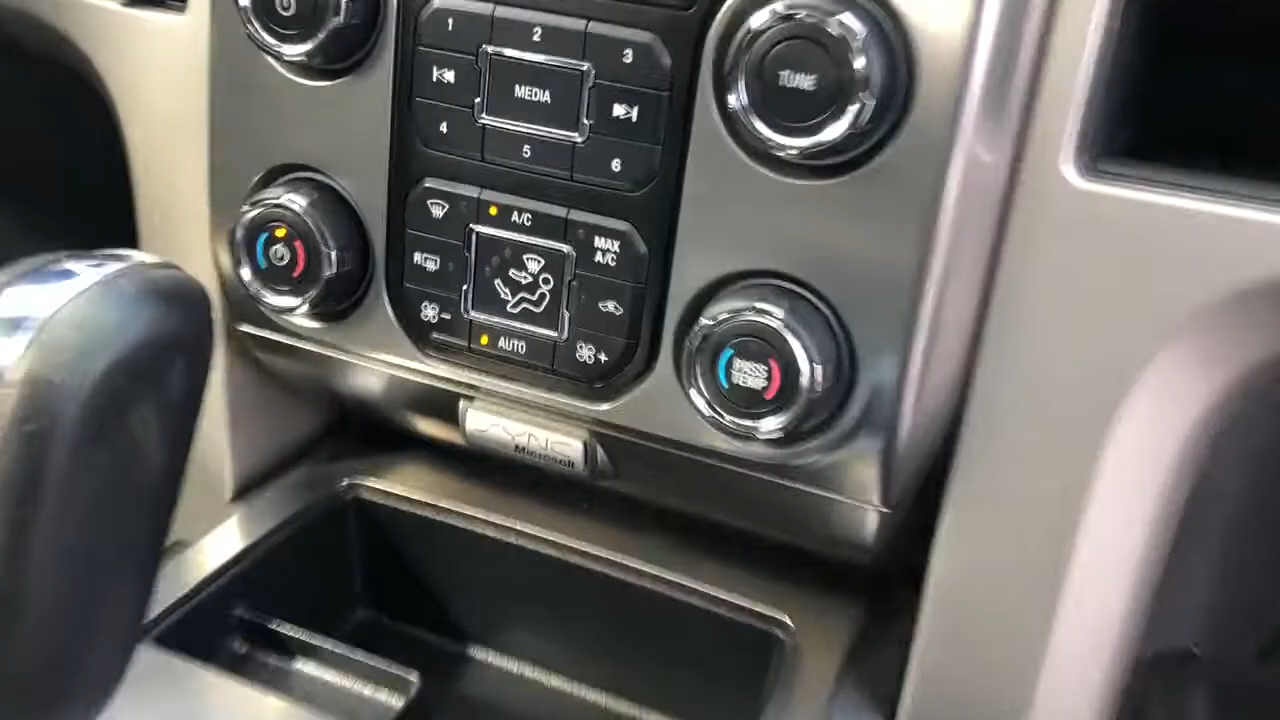 1
2
3
MEDIA
TUNE
4
5
6
A/C
MAX
A/C
R
AUTO
PASS
TEMP
SYNC
Microsoft